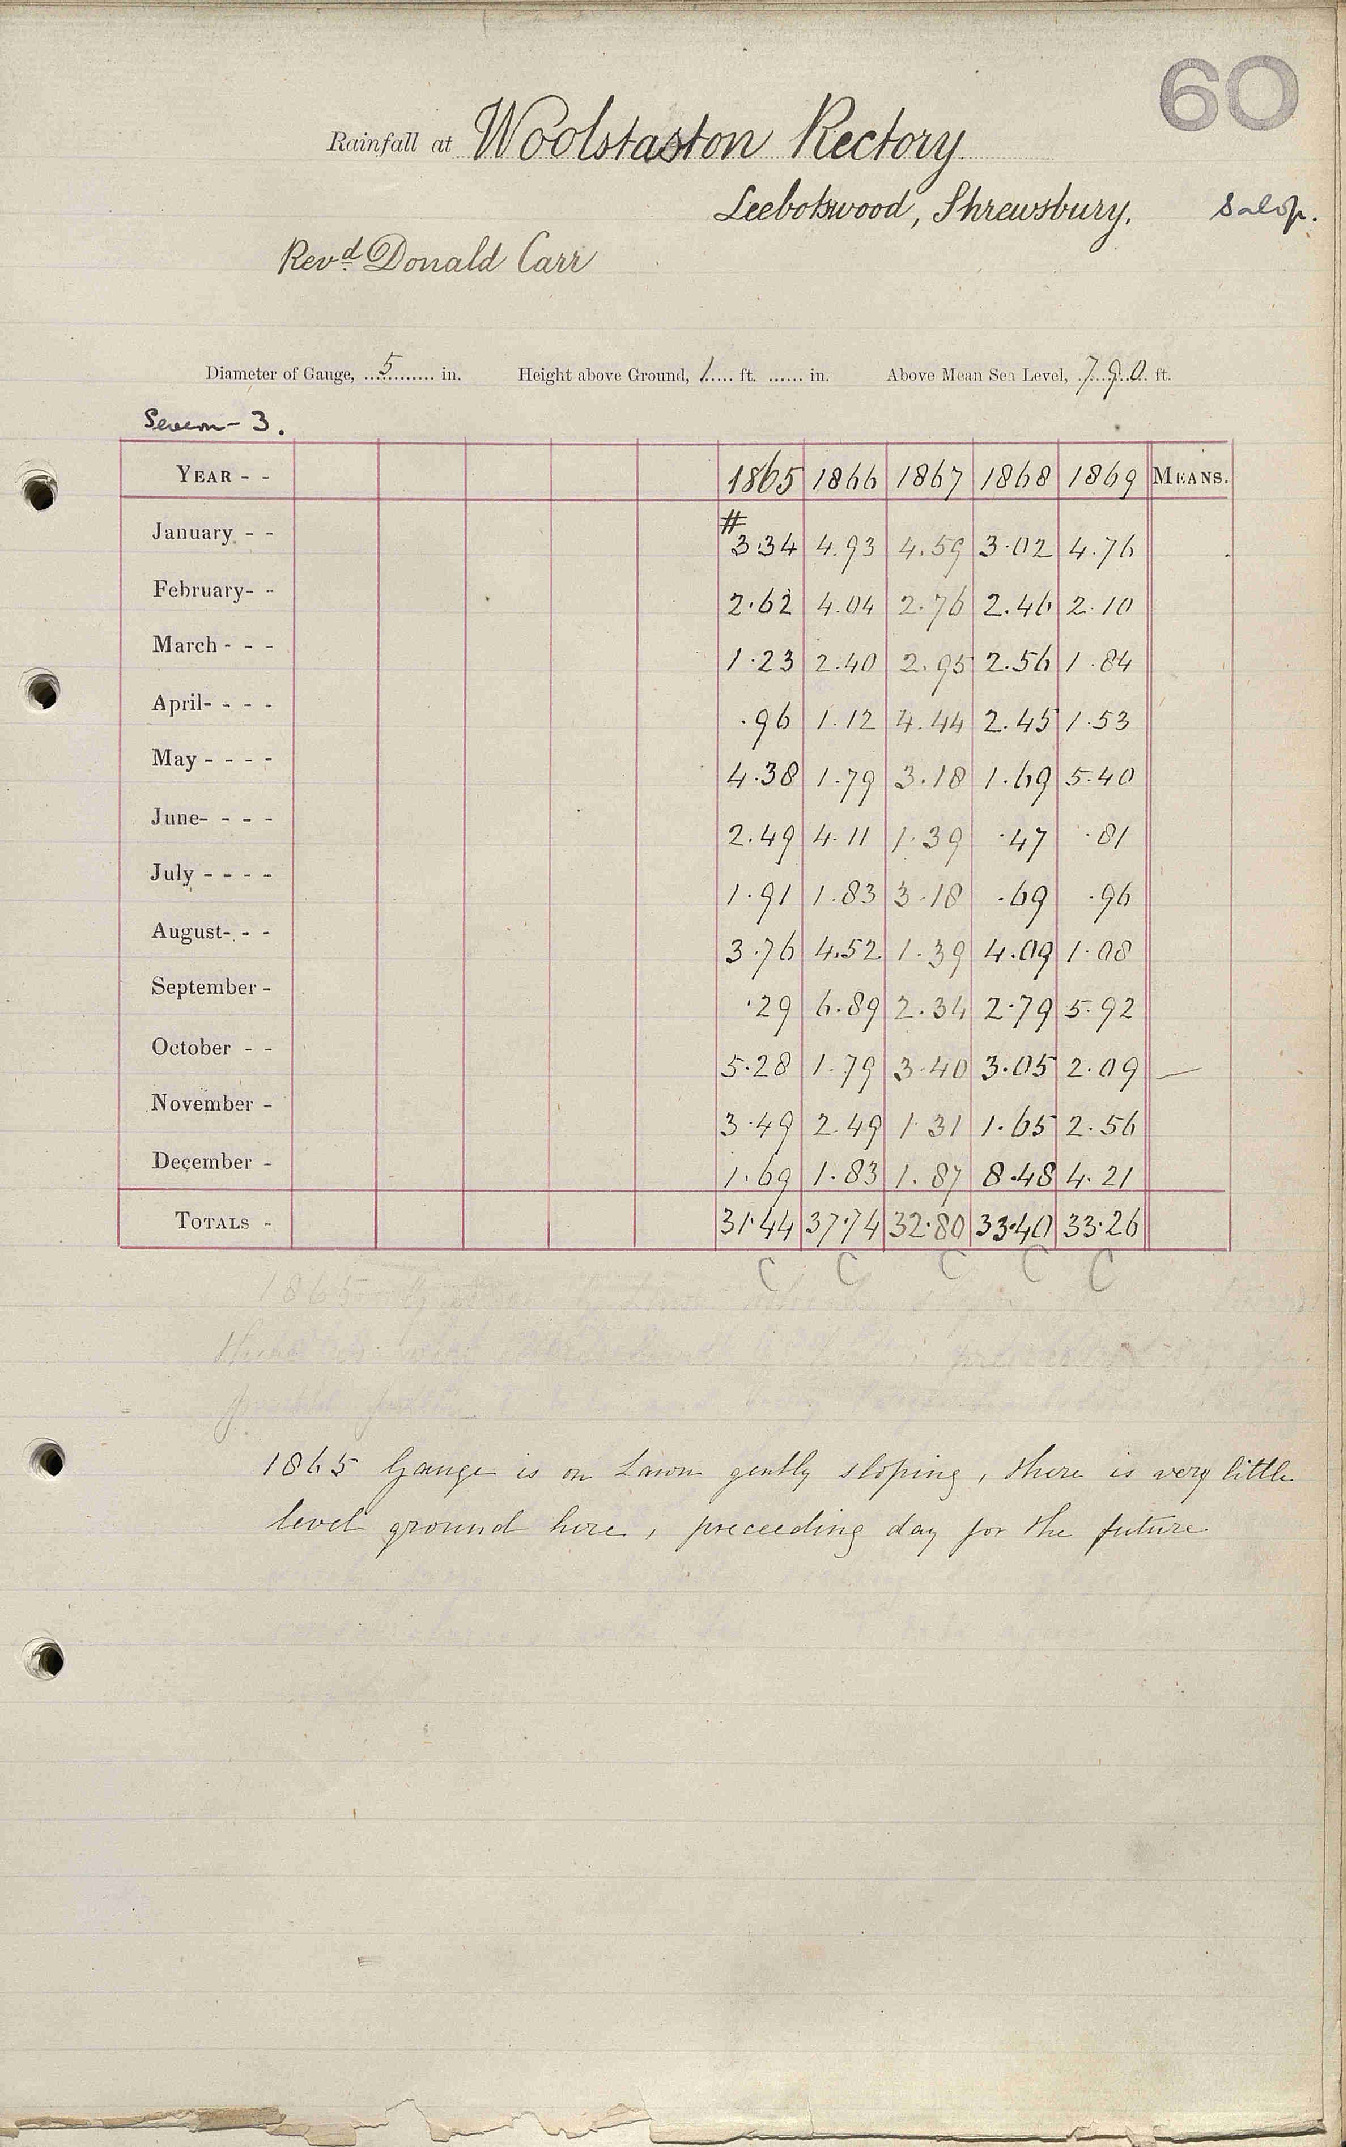 60
Rainfall at Woolstaston Rectory
Leebotswood, Shrewsbury. Salop.
Revd. Donald Carr
Diameter of Gauge, 5 in. Height above Ground, 1 ft. in. Above Mean Sea Level, 790 ft.
Severn - 3.
YEAR - - 1865 1866 1867 1868 1869 MEANS.
January - - # 3.34 4.93 4.59 3.02 4.76
February- - 2.62 4.04 2.76 2.46 2.10
March - - - 1.23 2.40 2.95 2.56 1.84
April- - - - .96 1.12 4.44 2.45 1.53
May - - - - 4.38 1.79 3.18 1.69 5.40
June- - - - 2.49 4.11 1.39 .47 .81
July - - - - 1.91 1.83 3.18 .69 .96
August- - - 3.76 4.52 1.39 4.09 1.08
September - .29 6.89 2.34 2.79 5.92
October - - 5.28 1.79 3.40 3.05 2.09 —
November - 3.49 2.49 1.31 1.65 2.56
December - 1.69 1.83 1.87 8.48 4.21
TOTALS - 31.44 37.74 32.80 33.40 33.26
C C C C C
1865 Gauge is on Lawn gently sloping, there is very little
level ground here, preceeding day for the future